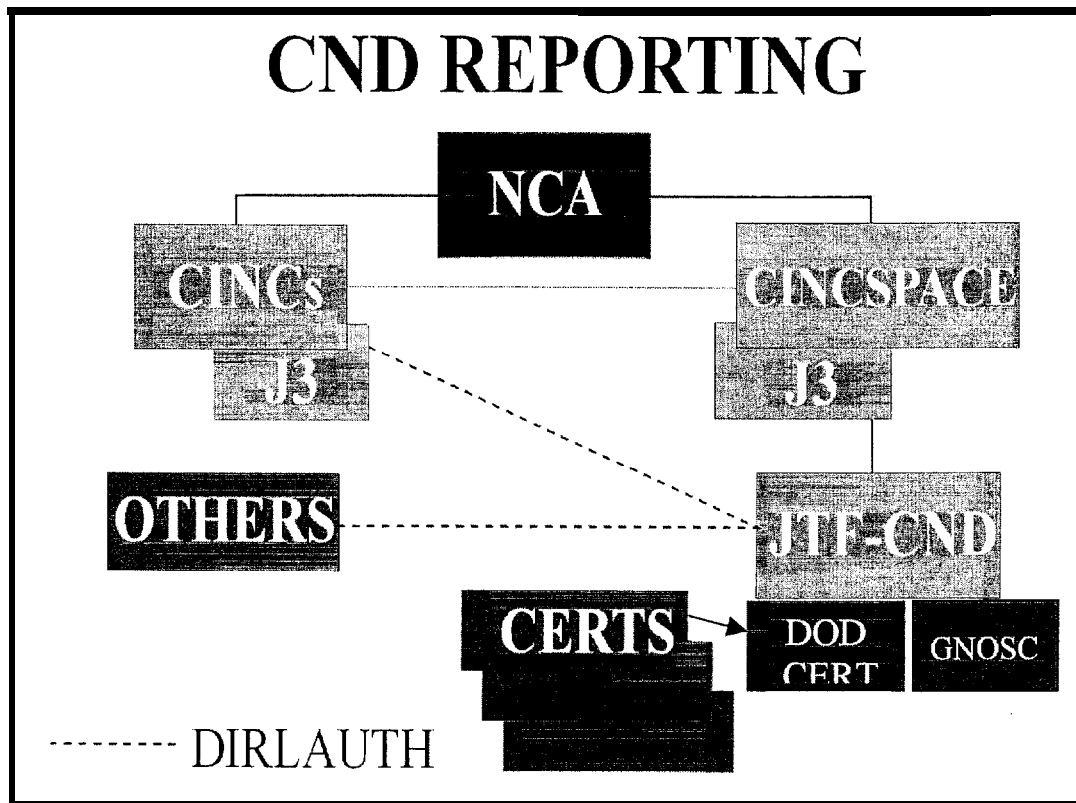 CND REPORTING
NCA
CINCs
CINCSPACE
J3
J3
OTHERS
JTF-CND
CERTS
DOD
CERT
GNOSC
DIRLAUTH